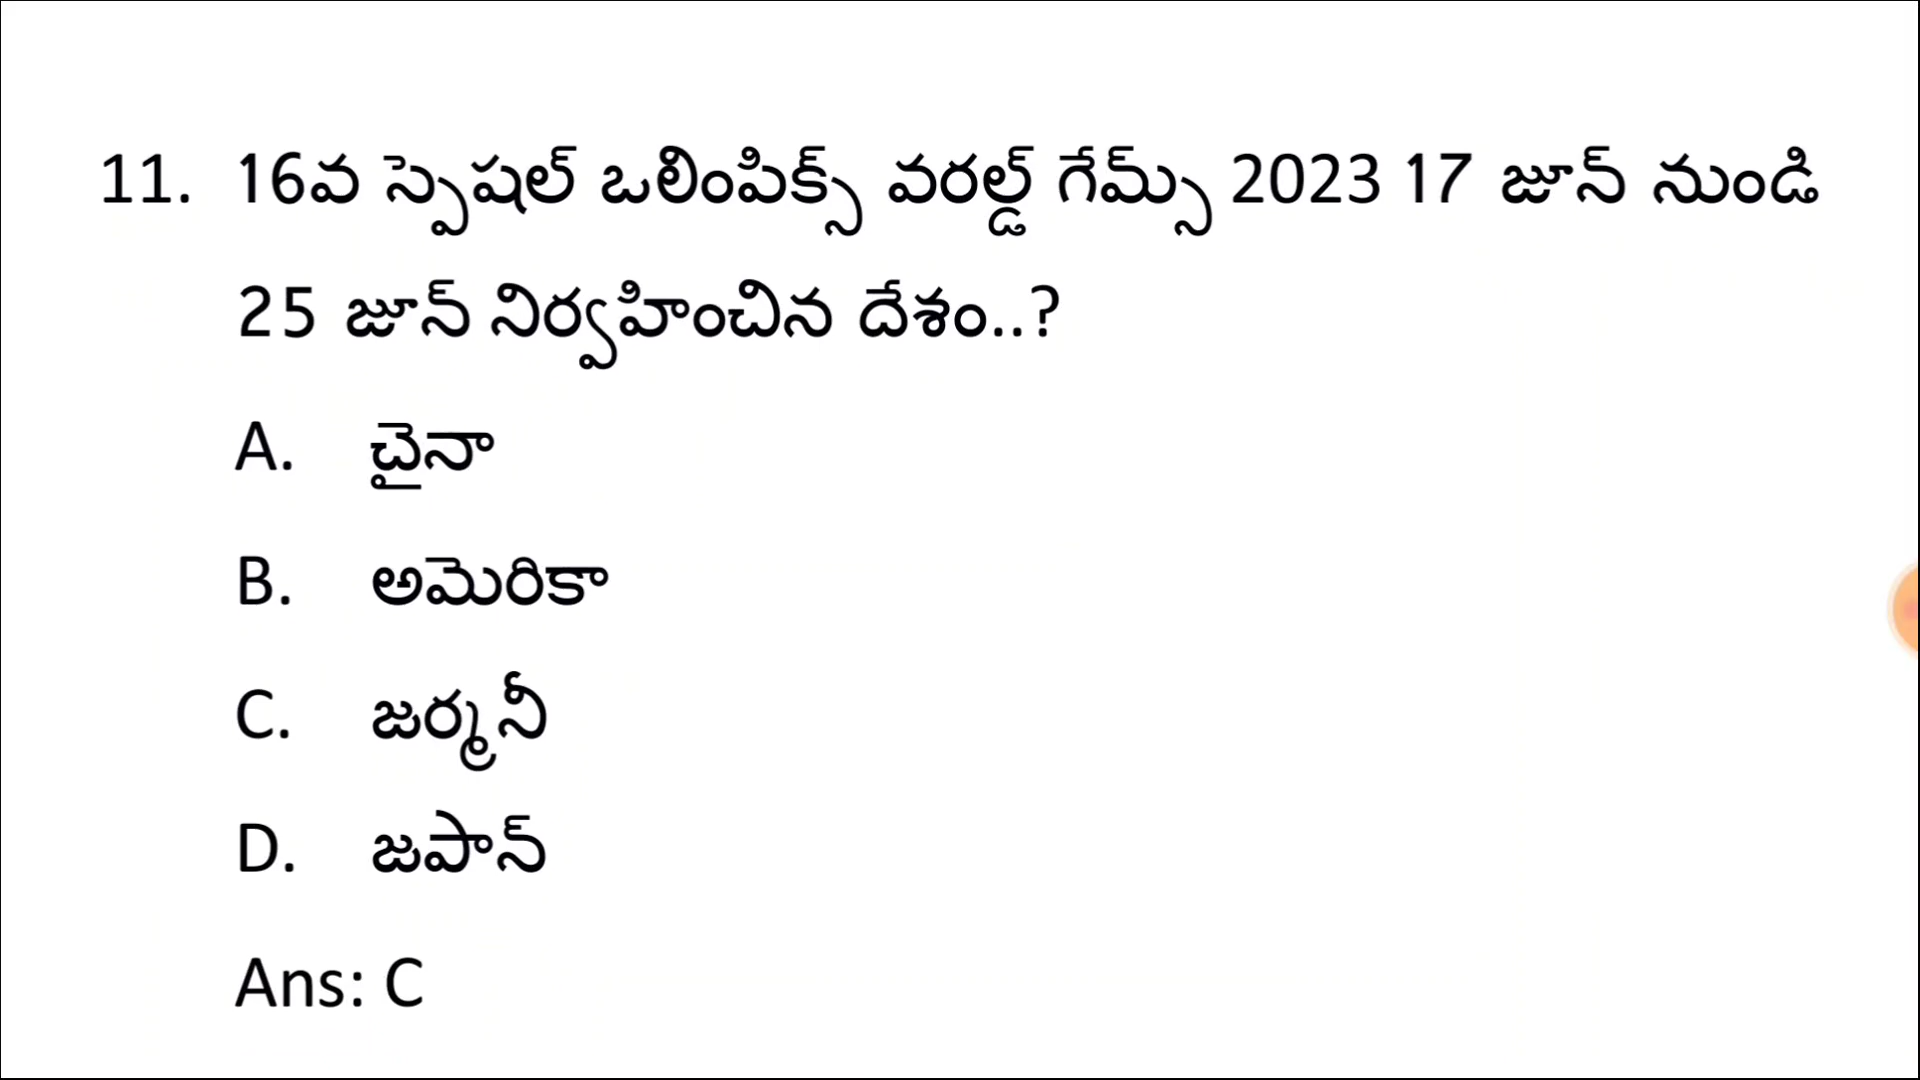 11. 16వ స్పెషల్ ఒలింపిక్స్ వరల్డ్ గేమ్స్ 2023 17 జూన్ నుండి
25 జూన్ నిర్వహించిన దేశం..?
A. చైనా
B. అమెరికా
C. జర్మనీ
D. జపాన్
Ans: C